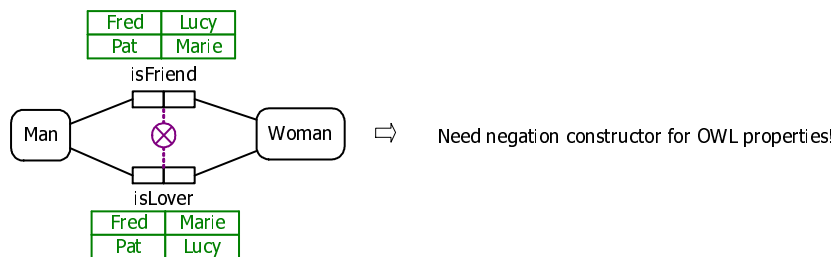 Fred Lucy
Pat Marie
isFriend
Man Woman Need negation constructor for OWL properties!
isLover
Fred Marie
Pat Lucy